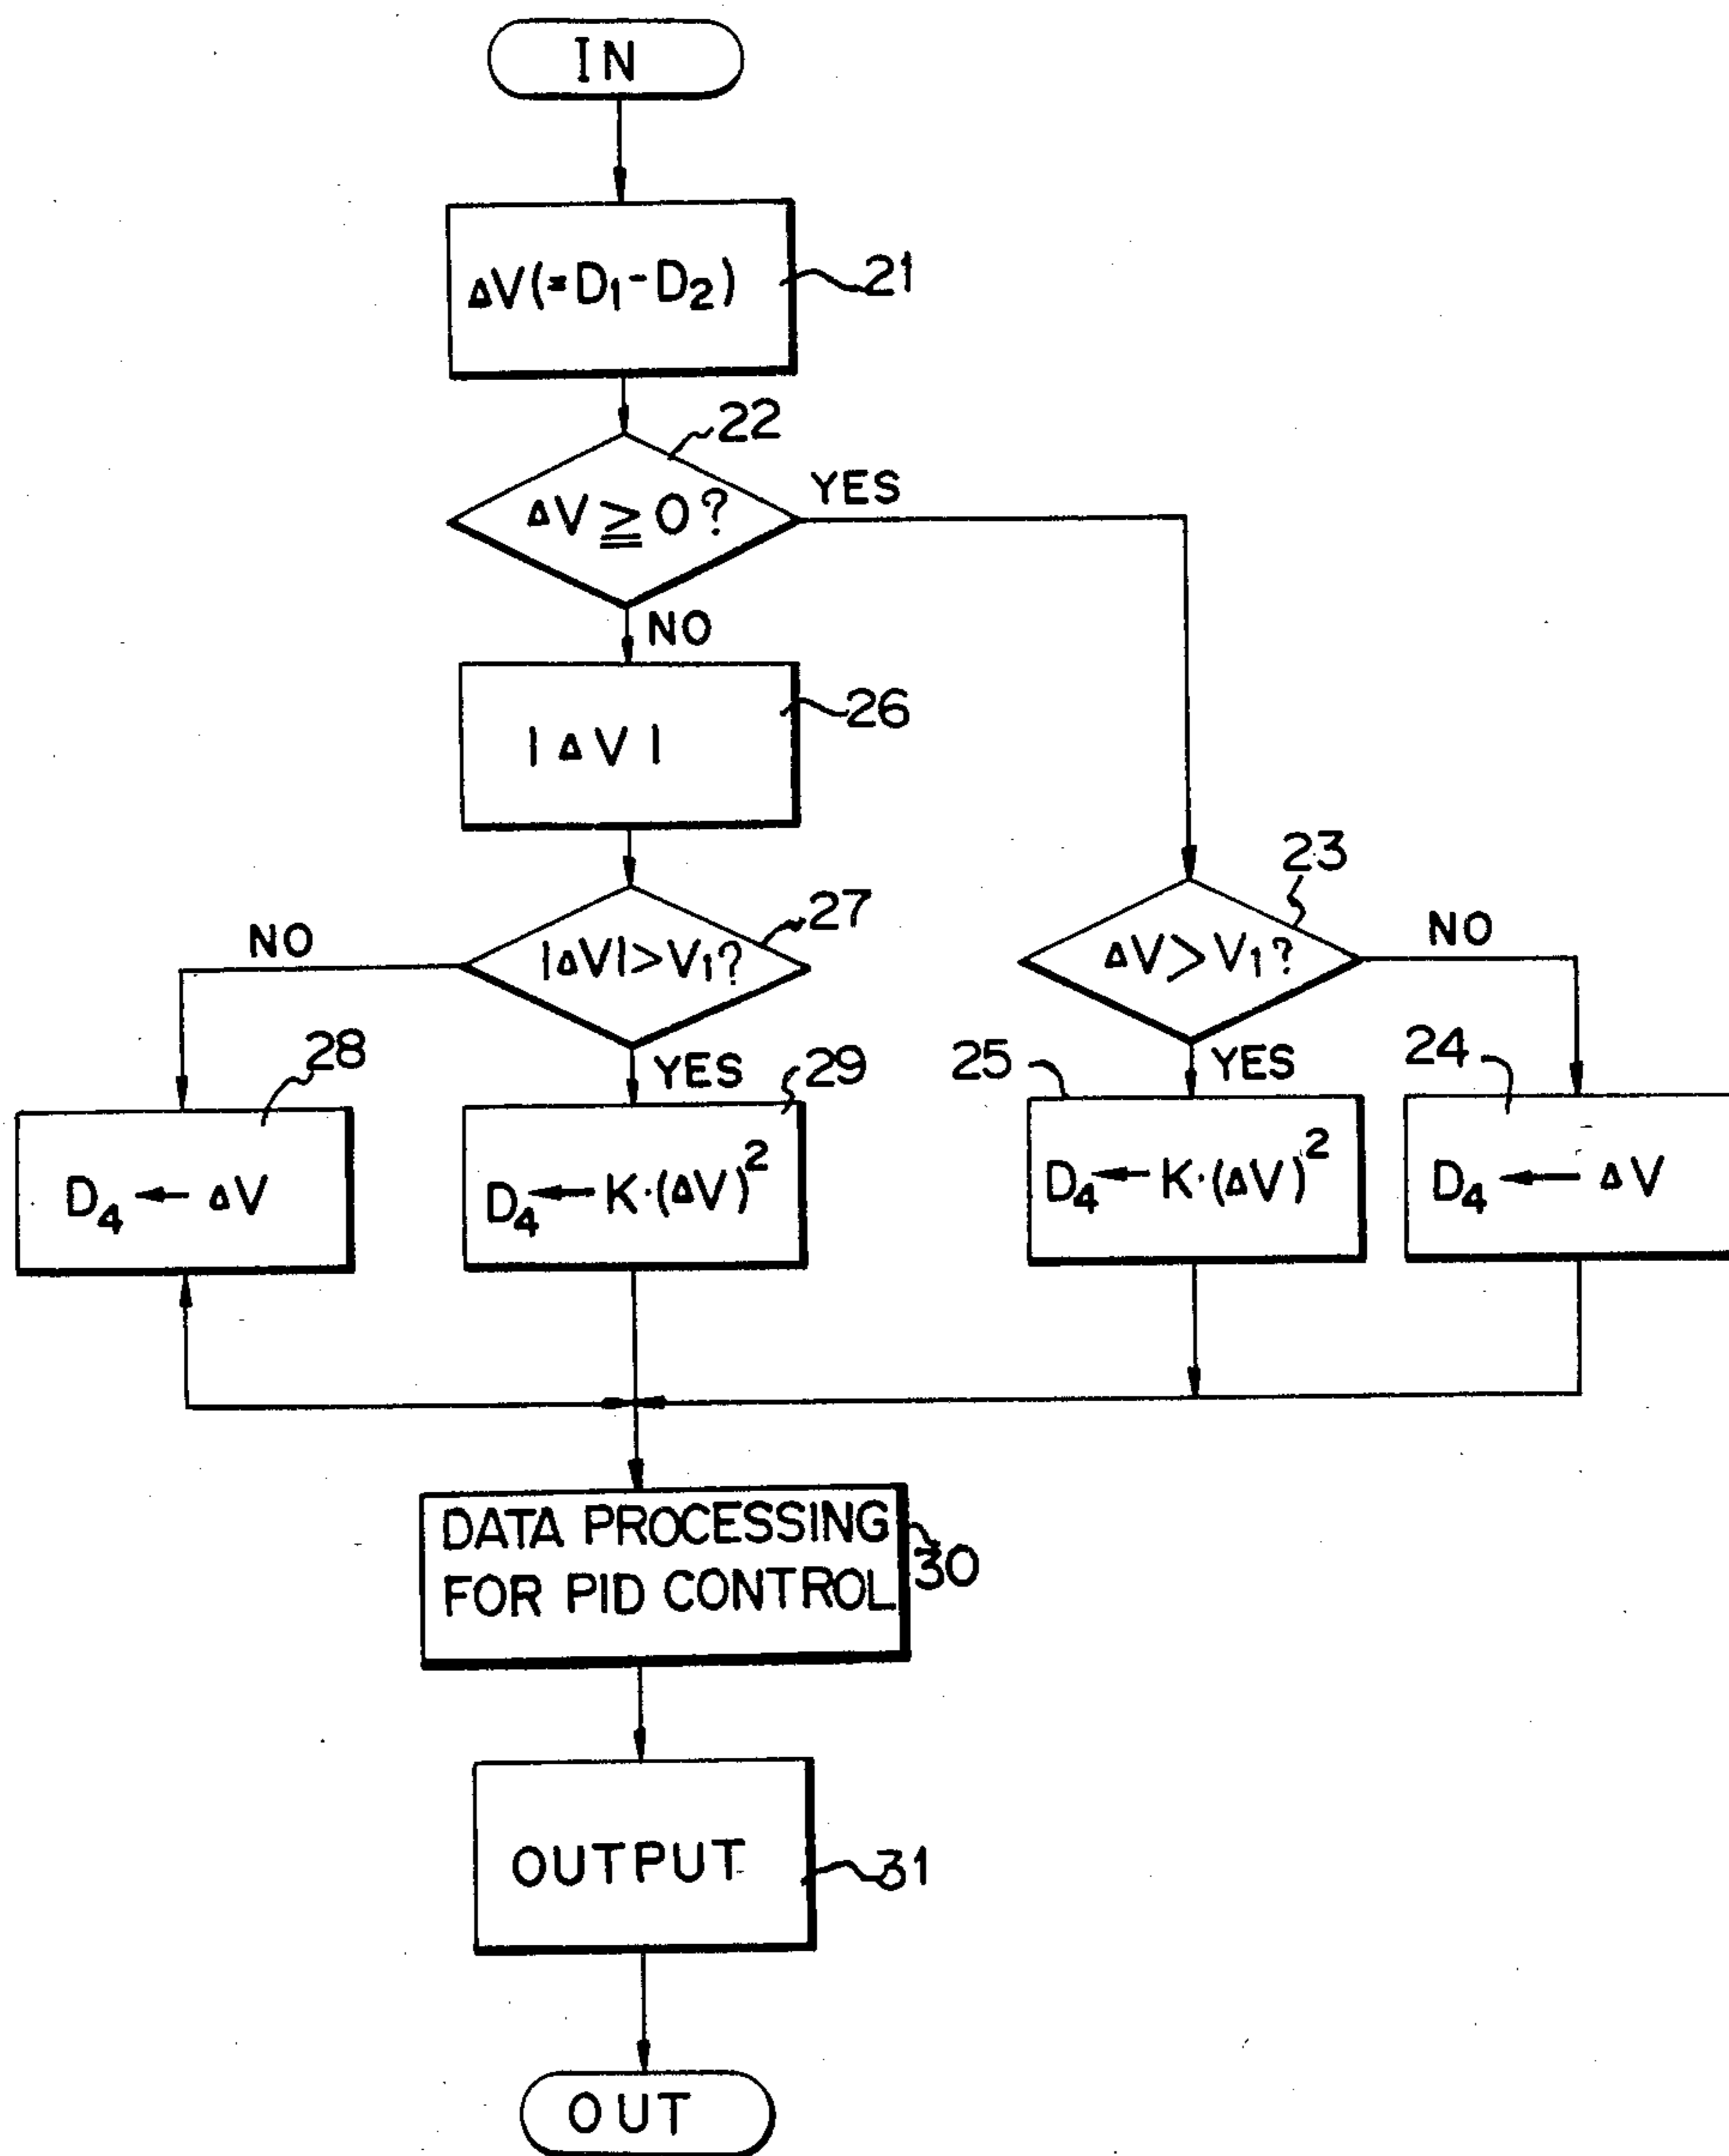 IN
ΔV(=D₁-D₂)
21
22
ΔV≧0?
YES
NO
26
|ΔV|
23
27
NO
|ΔV|>V₁?
ΔV>V₁?
NO
28
YES
29
25
YES
24
D₄←ΔV
D₄←K·(ΔV)²
D₄←K·(ΔV)²
D₄←ΔV
DATA PROCESSING
FOR PID CONTROL
30
OUTPUT
31
OUT